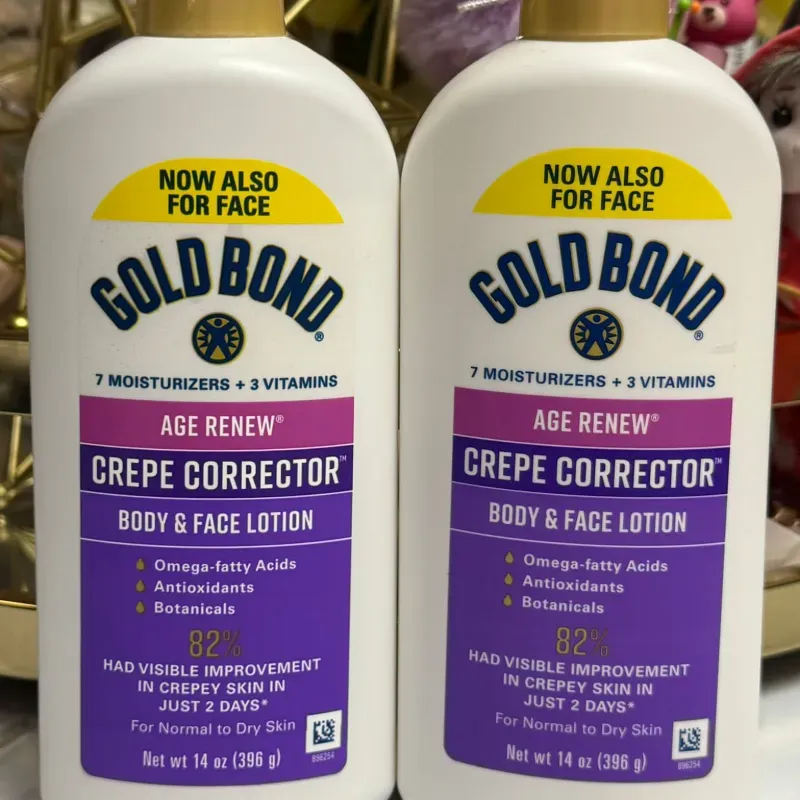 NOW ALSO
FOR FACE
GOLD BOND®
7 MOISTURIZERS + 3 VITAMINS
AGE RENEW®
CREPE CORRECTOR™
BODY & FACE LOTION
Omega-fatty Acids
Antioxidants
Botanicals
82%
HAD VISIBLE IMPROVEMENT
IN CREPEY SKIN IN
JUST 2 DAYS*
For Normal to Dry Skin
Net wt 14 oz (396 g)
896254
NOW ALSO
FOR FACE
GOLD BOND®
7 MOISTURIZERS + 3 VITAMINS
AGE RENEW®
CREPE CORRECTOR™
BODY & FACE LOTION
Omega-fatty Acids
Antioxidants
Botanicals
82%
HAD VISIBLE IMPROVEMENT
IN CREPEY SKIN IN
JUST 2 DAYS*
For Normal to Dry Skin
Net wt 14 oz (396 g)
896254